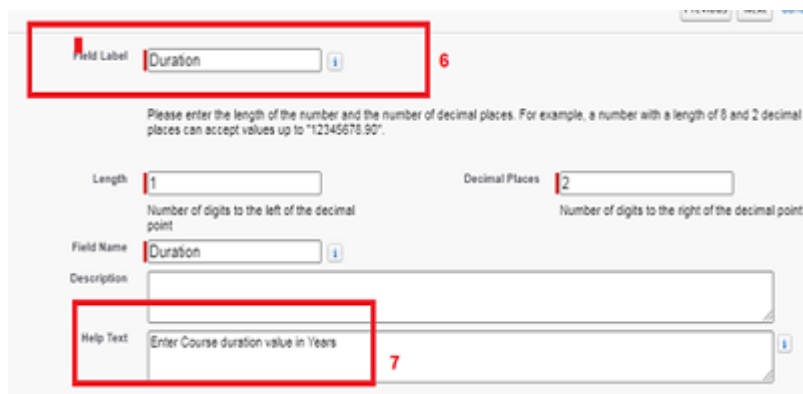 Field Label Duration i 6
Please enter the length of the number and the number of decimal places. For example, a number with a length of 8 and 2 decimal
places can accept values up to "12345678.90".
Length 1 Decimal Places 2
Number of digits to the left of the decimal Number of digits to the right of the decimal point
point
Field Name Duration i
Description
Help Text Enter Course duration value in Years i
7